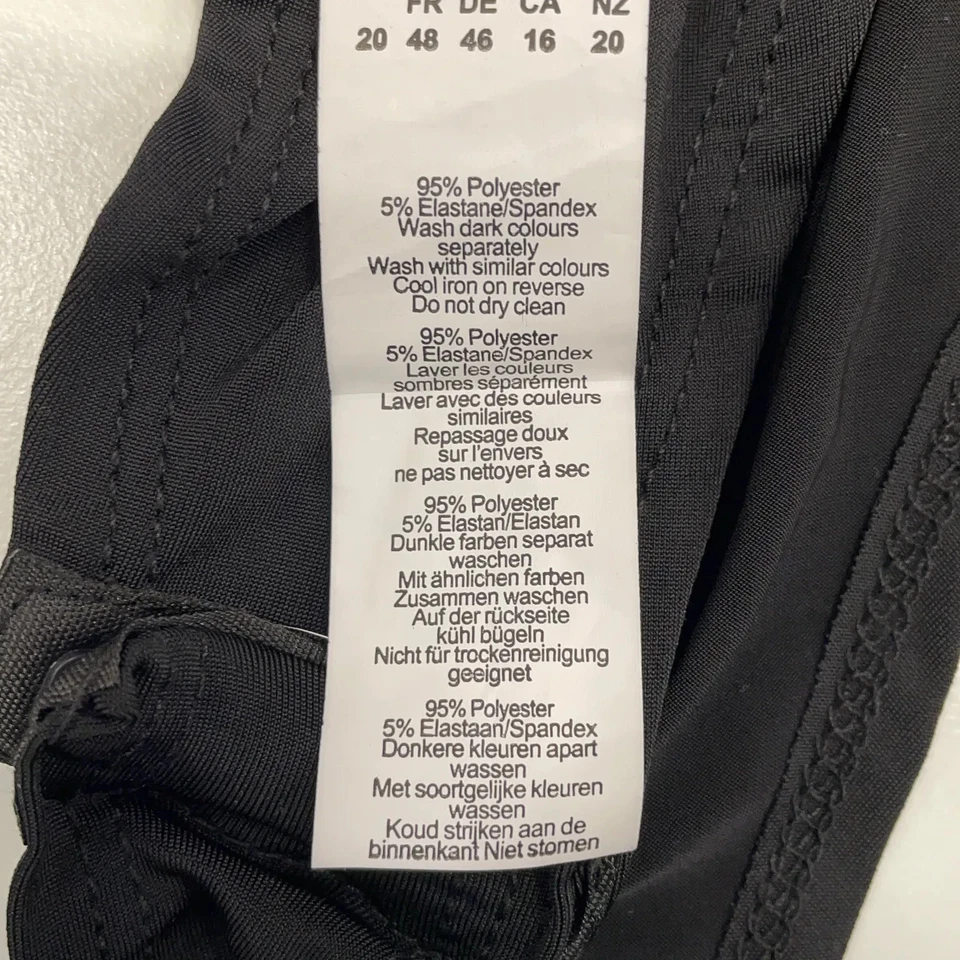 FR DE CA NZ
20 48 46 16 20
95% Polyester
5% Elastane/Spandex
Wash dark colours
separately
Wash with similar colours
Cool iron on reverse
Do not dry clean
95% Polyester
5% Elastane/Spandex
Laver les couleurs
sombres séparément
Laver avec des couleurs
similaires
Repassage doux
sur l'envers
ne pas nettoyer à sec
95% Polyester
5% Elastan/Elastan
Dunkle farben separat
waschen
Mit ähnlichen farben
Zusammen waschen
Auf der rückseite
kühl bügeln
Nicht für trockenreinigung
geeignet
95% Polyester
5% Elastaan/Spandex
Donkere kleuren apart
wassen
Met soortgelijke kleuren
wassen
Koud strijken aan de
binnenkant Niet stomen